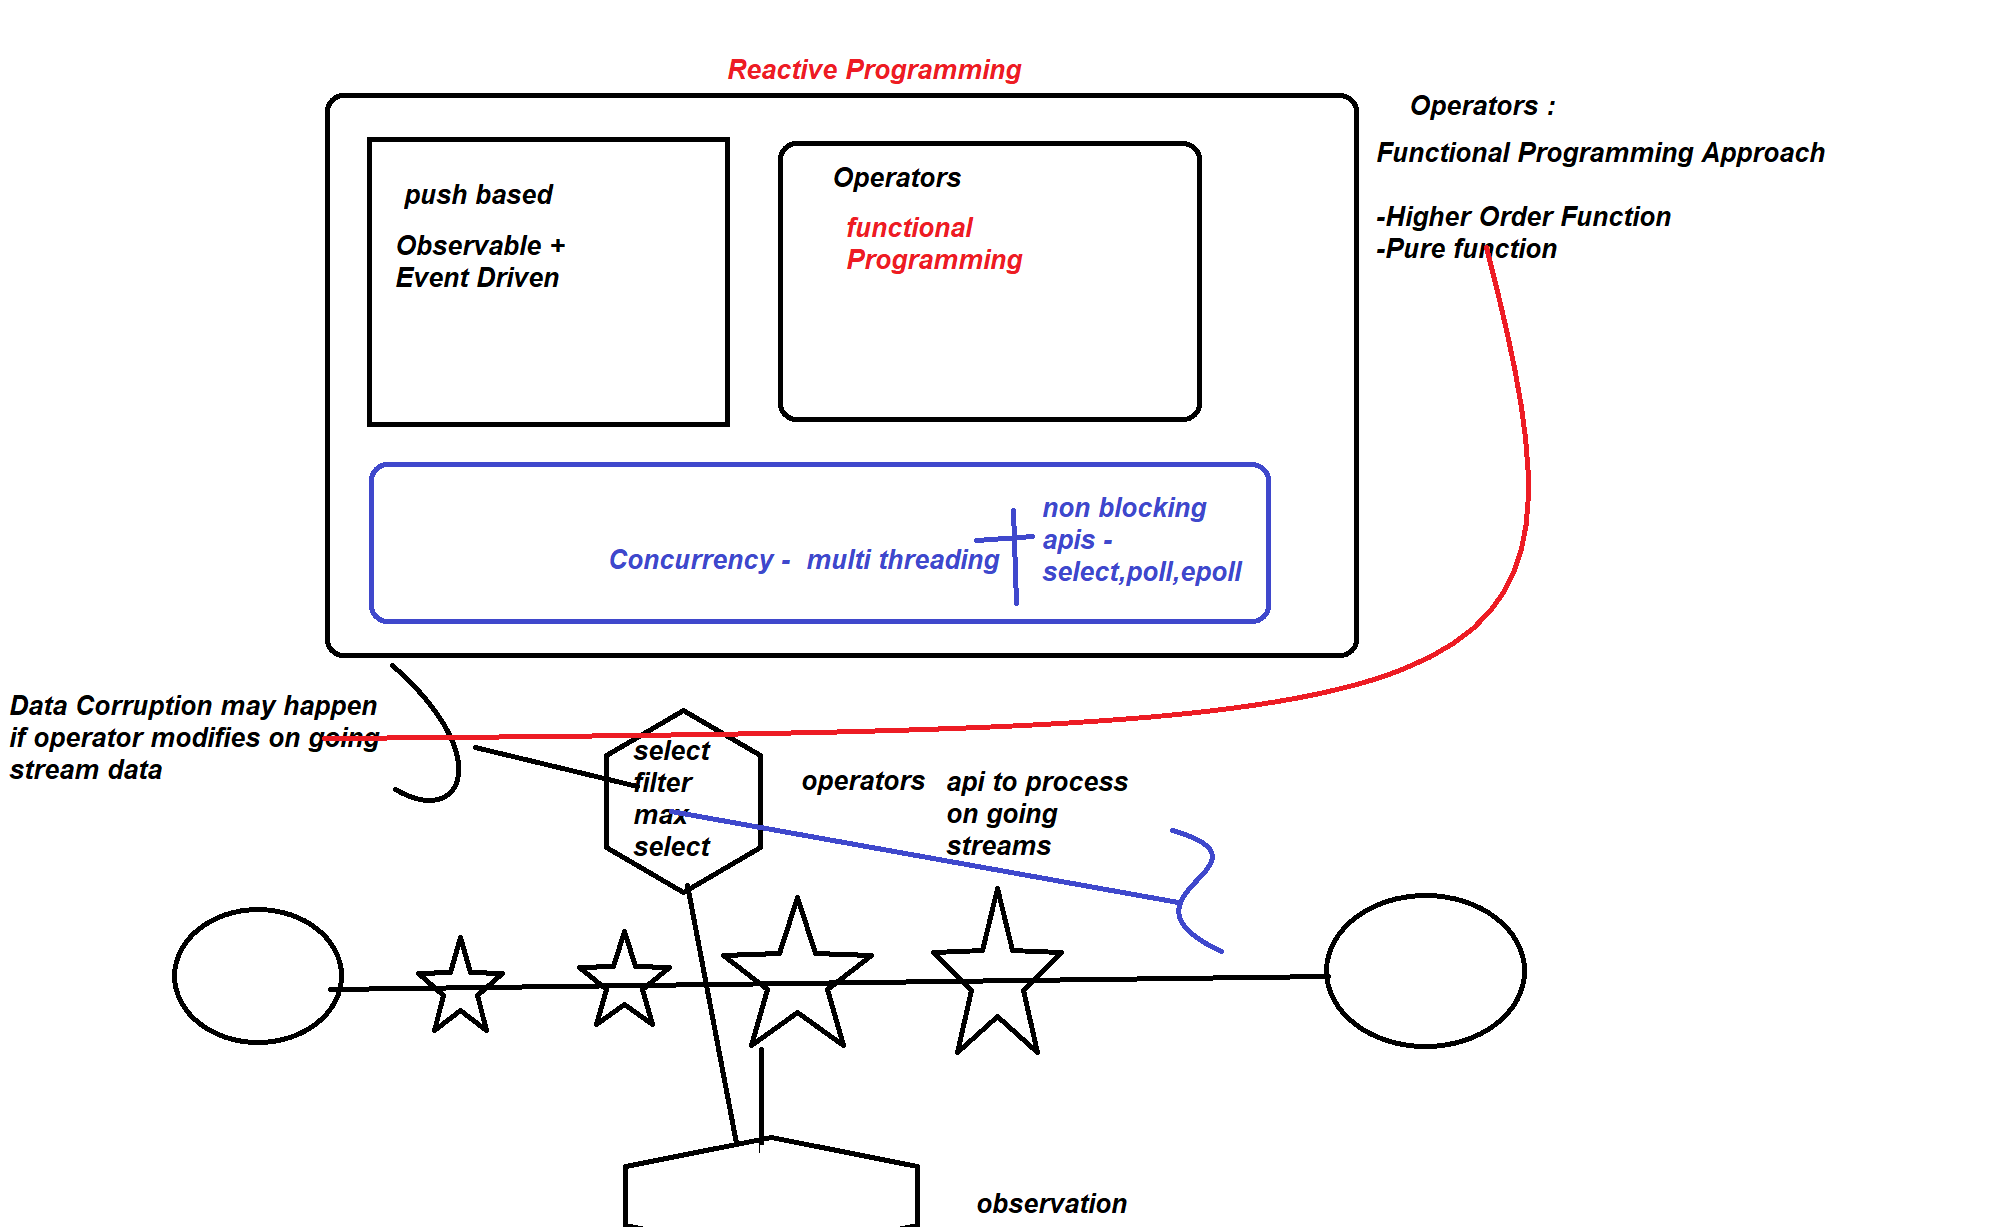 Reactive Programming
Operators :
Functional Programming Approach
-Higher Order Function
-Pure function
push based
Observable +
Event Driven
Operators
functional
Programming
Concurrency -  multi threading
non blocking
apis -
select,poll,epoll
Data Corruption may happen
if operator modifies on going
stream data
select
filter
max
select
operators
api to process
on going
streams
observation